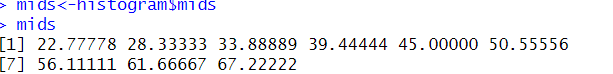 > mids<-histogram$mids
> mids
[1] 22.77778 28.33333 33.88889 39.44444 45.00000 50.55556
[7] 56.11111 61.66667 67.22222